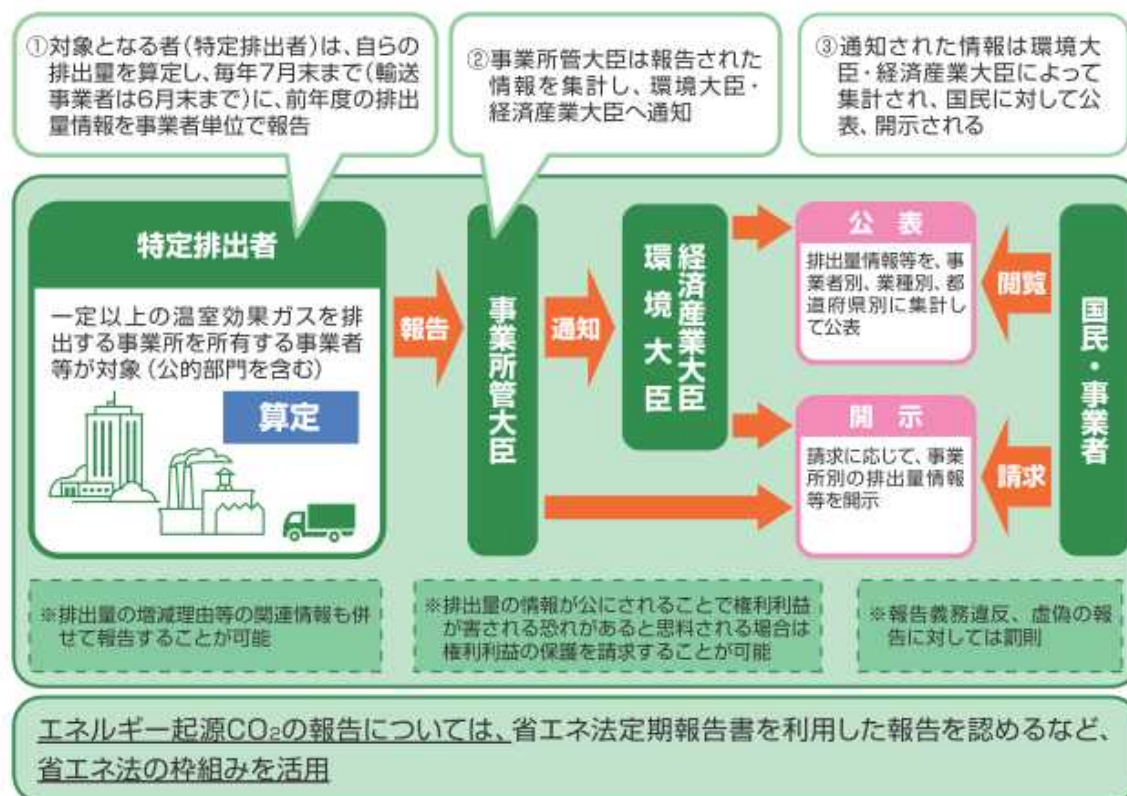 ①対象となる者(特定排出者)は、自らの
排出量を算定し、毎年7月末まで(輸送
事業者は6月末まで)に、前年度の排出
量情報を事業者単位で報告
②事業所管大臣は報告された
情報を集計し、環境大臣・
経済産業大臣へ通知
③通知された情報は環境大
臣・経済産業大臣によって
集計され、国民に対して公
表、開示される
特定排出者
一定以上の温室効果ガスを排
出する事業所を所有する事業者
等が対象(公的部門を含む)
算定
報告
事業所管大臣
通知
経済産業大臣
環境大臣
公表
排出量情報等を、事
業者別、業種別、都
道府県別に集計し
て公表
閲覧
開示
請求に応じて、事業
所別の排出量情報
等を開示
請求
国民・事業者
※排出量の増減理由等の関連情報も併
せて報告することが可能
※排出量の情報が公にされることで権利利益
が害される恐れがあると思料される場合は
権利利益の保護を請求することが可能
※報告義務違反、虚偽の報
告に対しては罰則
エネルギー起源CO₂の報告については、省エネ法定期報告書を利用した報告を認めるなど、
省エネ法の枠組みを活用